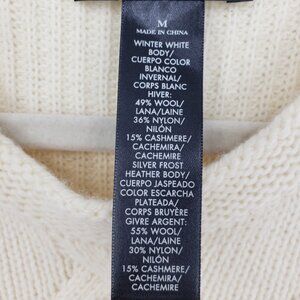 M
MADE IN CHINA
WINTER WHITE
BODY/
CUERPO COLOR
BLANCO
INVERNAL/
CORPS BLANC
HIVER:
49% WOOL/
LANA/LAINE
36% NYLON/
NILÓN
15% CASHMERE/
CACHEMIRA/
CACHEMIRE
SILVER FROST
HEATHER BODY/
CUERPO JASPEADO
COLOR ESCARCHA
PLATEADA/
CORPS BRUYÈRE
GIVRE ARGENT:
55% WOOL/
LANA/LAINE
30% NYLON/
NILÓN
15% CASHMERE/
CACHEMIRA/
CACHEMIRE